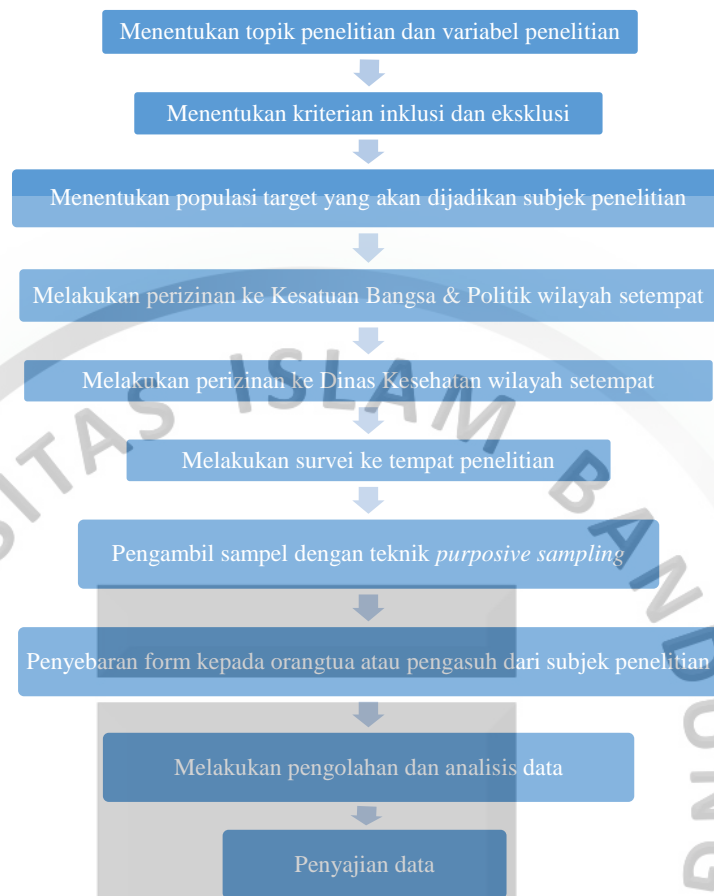 Menentukan topik penelitian dan variabel penelitian
Menentukan kriterian inklusi dan eksklusi
Menentukan populasi target yang akan dijadikan subjek penelitian
Melakukan perizinan ke Kesatuan Bangsa & Politik wilayah setempat
Melakukan perizinan ke Dinas Kesehatan wilayah setempat
Melakukan survei ke tempat penelitian
Pengambil sampel dengan teknik purposive sampling
Penyebaran form kepada orangtua atau pengasuh dari subjek penelitian
Melakukan pengolahan dan analisis data
Penyajian data
SITAS ISLAM BANDUNG